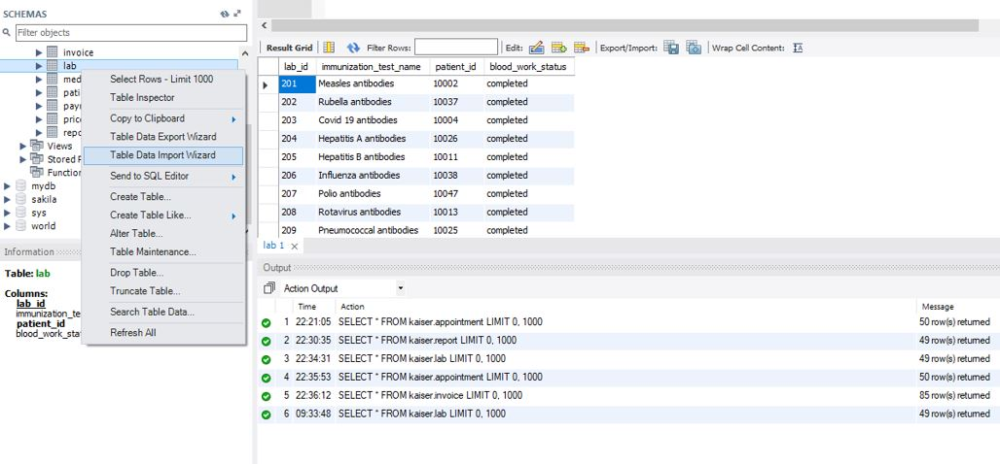 SCHEMAS
Filter objects
invoice
lab
med
pati
payr
price
repo
Views
Stored P
Function
mydb
sakila
sys
world
Select Rows - Limit 1000
Table Inspector
Copy to Clipboard
Table Data Export Wizard
Table Data Import Wizard
Send to SQL Editor
Create Table...
Create Table Like...
Alter Table...
Table Maintenance...
Drop Table...
Truncate Table...
Search Table Data...
Refresh All
Information
Table: lab
Columns:
lab_id
immunization_te
patient_id
blood_work_stat
Result Grid Filter Rows: Edit: Export/Import: Wrap Cell Content: IA
lab_id immunization_test_name patient_id blood_work_status
201 Measles antibodies 10002 completed
202 Rubella antibodies 10037 completed
203 Covid 19 antibodies 10004 completed
204 Hepatitis A antibodies 10026 completed
205 Hepatitis B antibodies 10011 completed
206 Influenza antibodies 10038 completed
207 Polio antibodies 10047 completed
208 Rotavirus antibodies 10013 completed
209 Pneumococcal antibodies 10025 completed
lab 1
Output
Action Output
Time Action Message
1 22:21:05 SELECT * FROM kaiser.appointment LIMIT 0, 1000 50 row(s) returned
2 22:30:35 SELECT * FROM kaiser.report LIMIT 0, 1000 49 row(s) returned
3 22:34:31 SELECT * FROM kaiser.lab LIMIT 0, 1000 49 row(s) returned
4 22:35:53 SELECT * FROM kaiser.appointment LIMIT 0, 1000 50 row(s) returned
5 22:36:12 SELECT * FROM kaiser.invoice LIMIT 0, 1000 85 row(s) returned
6 09:33:48 SELECT * FROM kaiser.lab LIMIT 0, 1000 49 row(s) returned